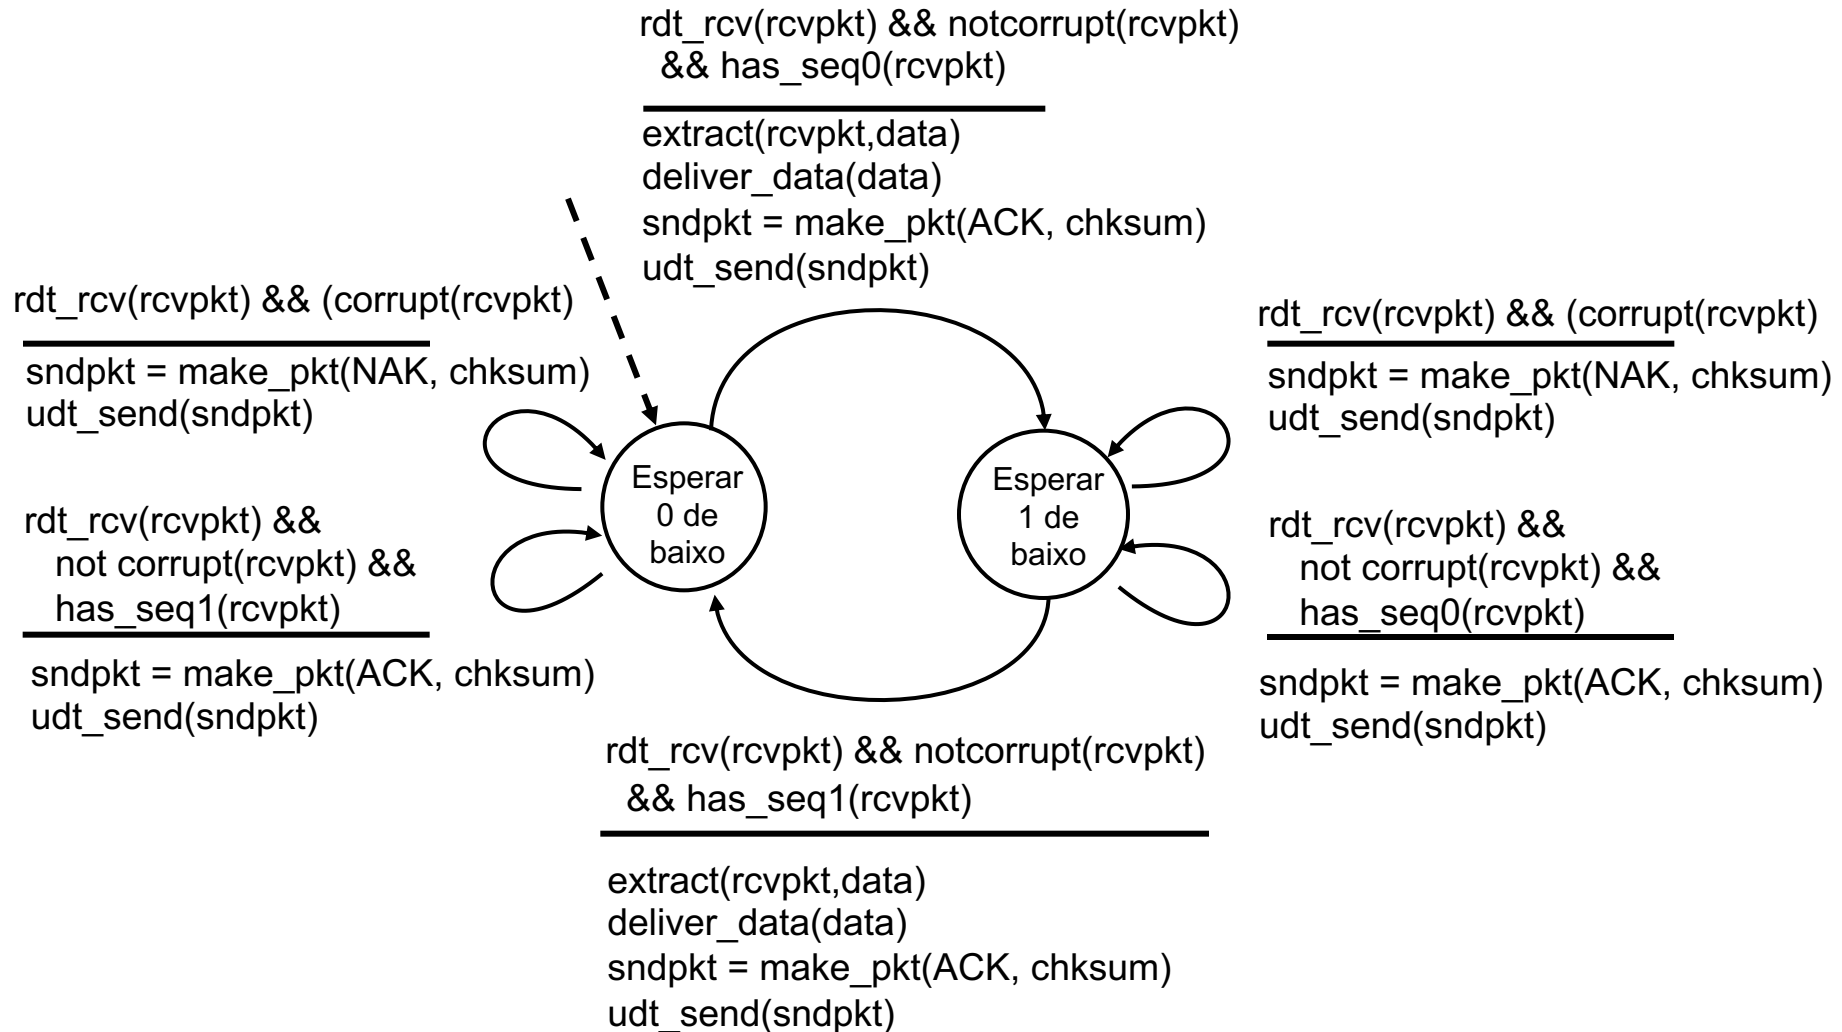 rdt_rcv(rcvpkt) && notcorrupt(rcvpkt)
&& has_seq0(rcvpkt)
extract(rcvpkt,data)
deliver_data(data)
sndpkt = make_pkt(ACK, chksum)
udt_send(sndpkt)
rdt_rcv(rcvpkt) && (corrupt(rcvpkt)
sndpkt = make_pkt(NAK, chksum)
udt_send(sndpkt)
rdt_rcv(rcvpkt) &&
not corrupt(rcvpkt) &&
has_seq1(rcvpkt)
sndpkt = make_pkt(ACK, chksum)
udt_send(sndpkt)
Esperar
0 de
baixo
Esperar
1 de
baixo
rdt_rcv(rcvpkt) && (corrupt(rcvpkt)
sndpkt = make_pkt(NAK, chksum)
udt_send(sndpkt)
rdt_rcv(rcvpkt) &&
not corrupt(rcvpkt) &&
has_seq0(rcvpkt)
sndpkt = make_pkt(ACK, chksum)
udt_send(sndpkt)
rdt_rcv(rcvpkt) && notcorrupt(rcvpkt)
&& has_seq1(rcvpkt)
extract(rcvpkt,data)
deliver_data(data)
sndpkt = make_pkt(ACK, chksum)
udt_send(sndpkt)